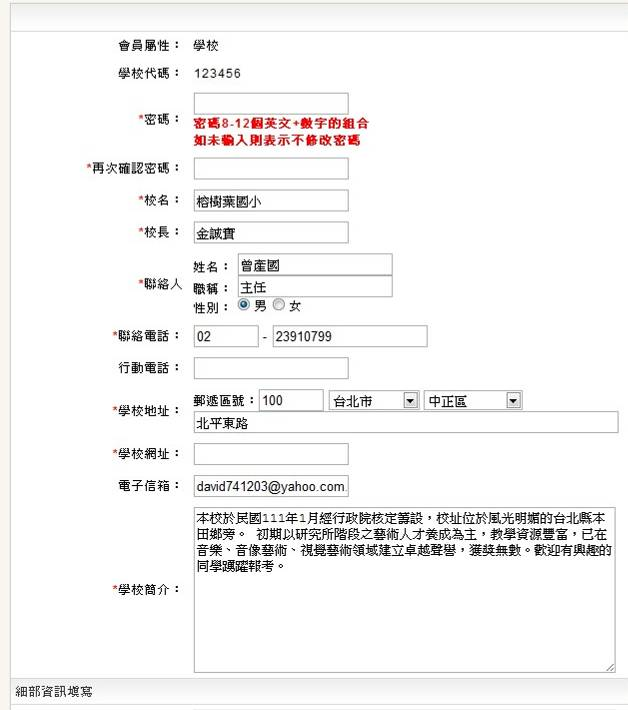 會員屬性： 學校
學校代碼： 123456
*密碼：
密碼8-12個英文+數字的組合
如未輸入則表示不修改密碼
*再次確認密碼：
*校名： 榕樹葉國小
*校長： 金誠實
*聯絡人
姓名： 曾產國
職稱： 主任
性別： 男 女
*聯絡電話： 02 - 23910799
行動電話：
*學校地址： 郵遞區號： 100 台北市 中正區
北平東路
*學校網址：
電子信箱： david741203@yahoo.com.
*學校簡介：
本校於民國111年1月經行政院核定籌設，校址位於風光明媚的台北縣本
田鄉旁。 初期以研究所階段之藝術人才養成為主，教學資源豐富，已在
音樂、音像藝術、視覺藝術領域建立卓越聲譽，獲獎無數。歡迎有興趣的
同學踴躍報考。
細部資訊填寫